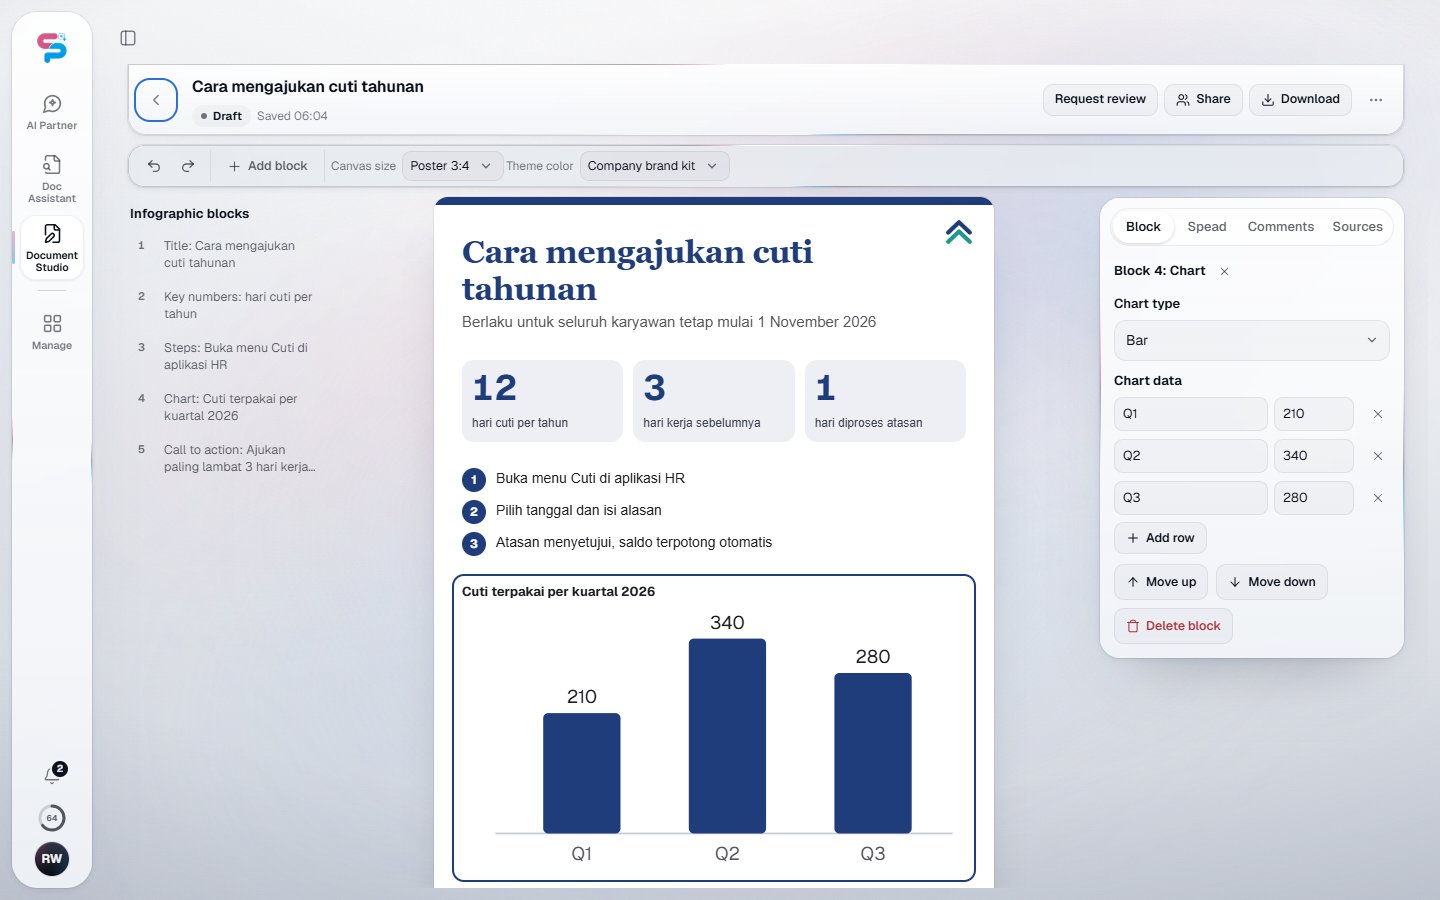 AI Partner
Doc
Assistant
Document
Studio
Manage
2
64
RW
Cara mengajukan cuti tahunan
Draft
Saved 06:04
Request review
Share
Download
Add block
Canvas size
Poster 3:4
Theme color
Company brand kit
Infographic blocks
1 Title: Cara mengajukan
cuti tahunan
2 Key numbers: hari cuti per
tahun
3 Steps: Buka menu Cuti di
aplikasi HR
4 Chart: Cuti terpakai per
kuartal 2026
5 Call to action: Ajukan
paling lambat 3 hari kerja...
Cara mengajukan cuti
tahunan
Berlaku untuk seluruh karyawan tetap mulai 1 November 2026
12
hari cuti per tahun
3
hari kerja sebelumnya
1
hari diproses atasan
1 Buka menu Cuti di aplikasi HR
2 Pilih tanggal dan isi alasan
3 Atasan menyetujui, saldo terpotong otomatis
Cuti terpakai per kuartal 2026
210
340
280
Q1
Q2
Q3
Block
Spead
Comments
Sources
Block 4: Chart
Chart type
Bar
Chart data
Q1 210
Q2 340
Q3 280
Add row
Move up
Move down
Delete block